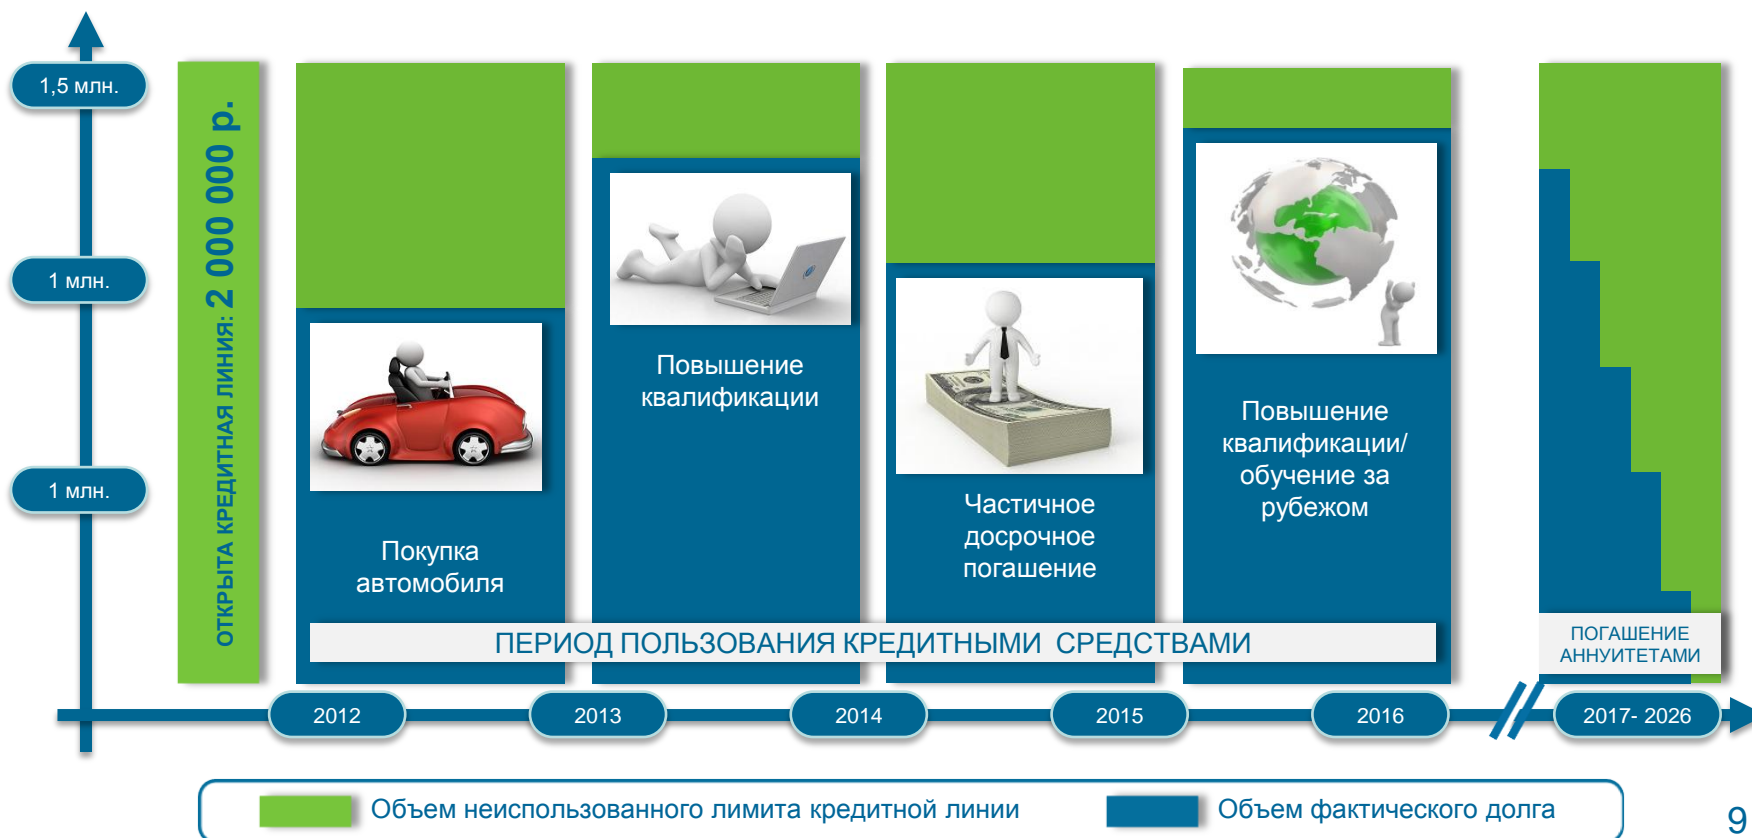 1,5 млн.
1 млн.
1 млн.
ОТКРЫТА КРЕДИТНАЯ ЛИНИЯ: 2 000 000 р.
Покупка
автомобиля
Повышение
квалификации
Частичное
досрочное
погашение
Повышение
квалификации/
обучение за
рубежом
ПЕРИОД ПОЛЬЗОВАНИЯ КРЕДИТНЫМИ СРЕДСТВАМИ
ПОГАШЕНИЕ
АННУИТЕТАМИ
2012
2013
2014
2015
2016
2017- 2026
Объем неиспользованного лимита кредитной линии
Объем фактического долга
9